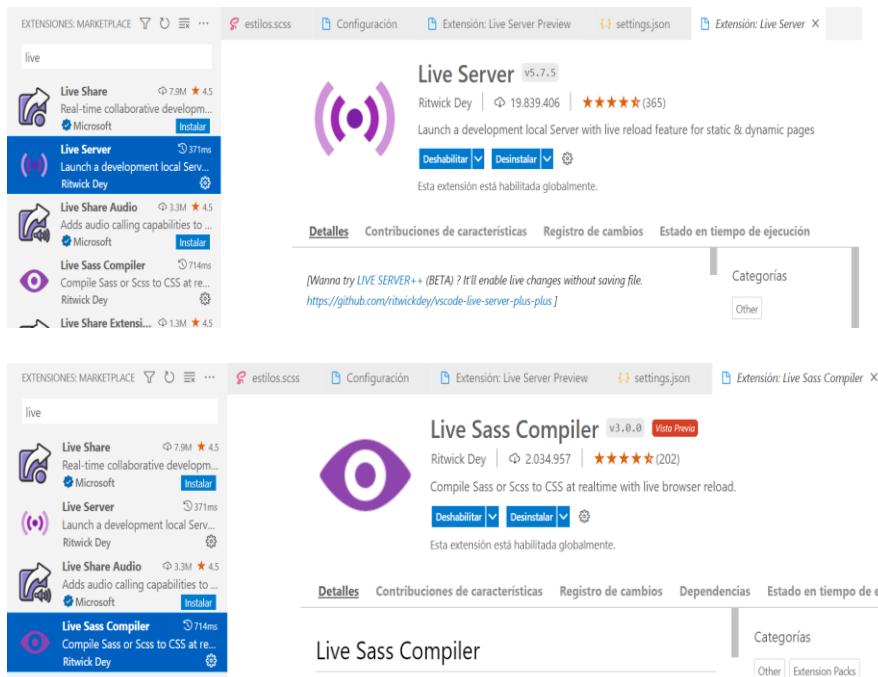 EXTENSIONES: MARKETPLACE
estilos.scss
Configuración
Extensión: Live Server Preview
settings.json
Extensión: Live Server
live
Live Share 7.9M 4.5
Real-time collaborative developm...
Microsoft Instalar
Live Server 371ms
Launch a development local Serv...
Ritwick Dey
Live Share Audio 3.3M 4.5
Adds audio calling capabilities to ...
Microsoft Instalar
Live Sass Compiler 714ms
Compile Sass or Scss to CSS at re...
Ritwick Dey
Live Share Extensi... 1.3M 4.5
Live Server v5.7.5
Ritwick Dey 19.839.406 (365)
Launch a development local Server with live reload feature for static & dynamic pages
Deshabilitar Desinstalar
Esta extensión está habilitada globalmente.
Detalles Contribuciones de características Registro de cambios Estado en tiempo de ejecución
[Wanna try LIVE SERVER++ (BETA) ? It'll enable live changes without saving file.
https://github.com/ritwickdey/vscode-live-server-plus-plus ]
Categorías
Other
EXTENSIONES: MARKETPLACE
estilos.scss
Configuración
Extensión: Live Server Preview
settings.json
Extensión: Live Sass Compiler
live
Live Share 7.9M 4.5
Real-time collaborative developm...
Microsoft Instalar
Live Server 371ms
Launch a development local Serv...
Ritwick Dey
Live Share Audio 3.3M 4.5
Adds audio calling capabilities to ...
Microsoft Instalar
Live Sass Compiler 714ms
Compile Sass or Scss to CSS at re...
Ritwick Dey
Live Sass Compiler v3.0.0 Vista Previa
Ritwick Dey 2.034.957 (202)
Compile Sass or Scss to CSS at realtime with live browser reload.
Deshabilitar Desinstalar
Esta extensión está habilitada globalmente.
Detalles Contribuciones de características Registro de cambios Dependencias Estado en tiempo de e
Live Sass Compiler
Categorías
Other Extension Packs